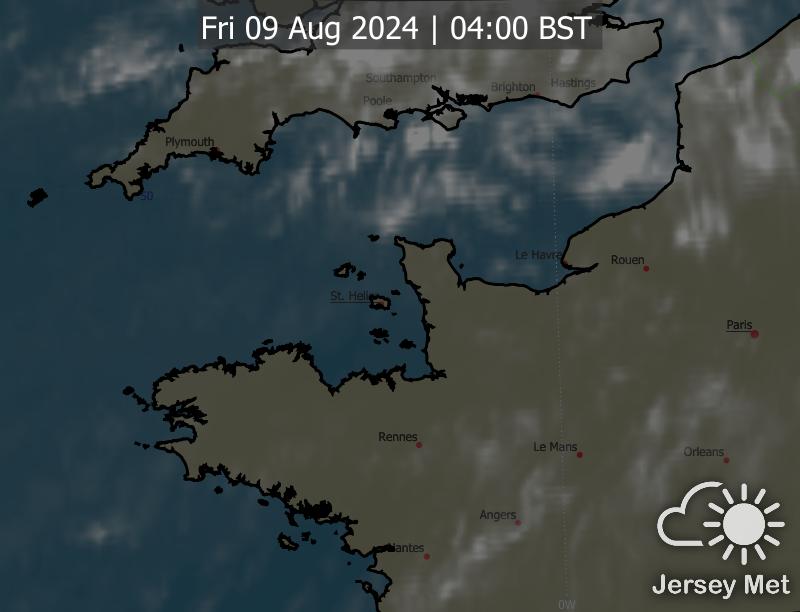 Fri 09 Aug 2024 | 04:00 BST
Southampton
Brighton
Hastings
Poole
Plymouth
50
Le Havre
Rouen
St. Helier
Paris
Rennes
Le Mans
Orleans
Angers
Nantes
0W
Jersey Met